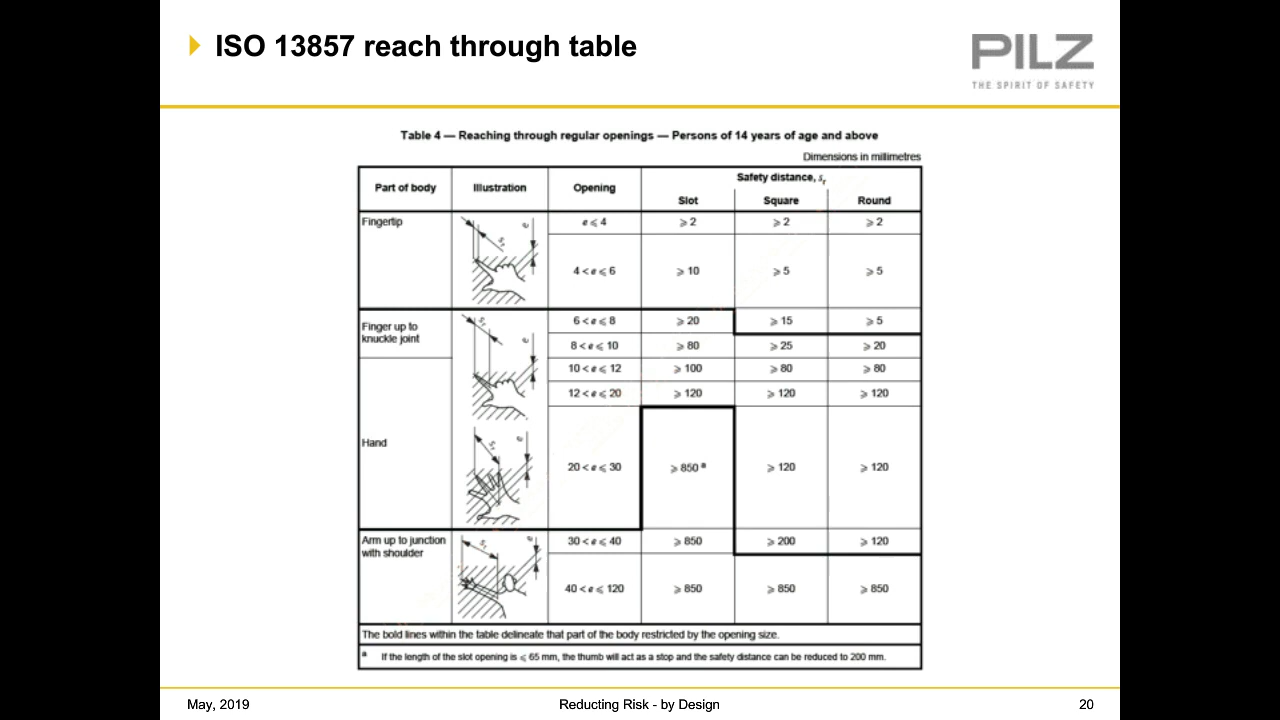 ISO 13857 reach through table
PILZ
THE SPIRIT OF SAFETY
Table 4 — Reaching through regular openings — Persons of 14 years of age and above
Dimensions in millimetres
Part of body Illustration Opening Safety distance, sr
Slot Square Round
Fingertip e ⩽ 4 ⩾ 2 ⩾ 2 ⩾ 2
sr e
4 < e ⩽ 6 ⩾ 10 ⩾ 5 ⩾ 5
Finger up to
knuckle joint
sr e
6 < e ⩽ 8 ⩾ 20 ⩾ 15 ⩾ 5
8 < e ⩽ 10 ⩾ 80 ⩾ 25 ⩾ 20
10 < e ⩽ 12 ⩾ 100 ⩾ 80 ⩾ 80
12 < e ⩽ 20 ⩾ 120 ⩾ 120 ⩾ 120
Hand
sr e
20 < e ⩽ 30 ⩾ 850 a ⩾ 120 ⩾ 120
Arm up to junction
with shoulder
sr e
30 < e ⩽ 40 ⩾ 850 ⩾ 200 ⩾ 120
40 < e ⩽ 120 ⩾ 850 ⩾ 850 ⩾ 850
The bold lines within the table delineate that part of the body restricted by the opening size.
a If the length of the slot opening is ⩽ 65 mm, the thumb will act as a stop and the safety distance can be reduced to 200 mm.
May, 2019
Reducting Risk - by Design
20